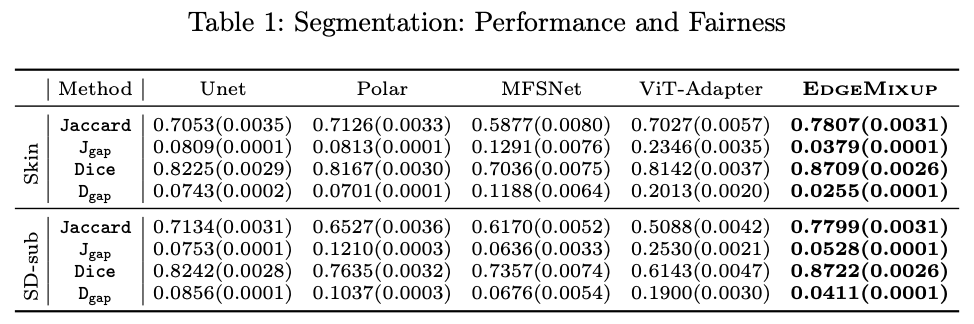 Table 1: Segmentation: Performance and Fairness
Method Unet Polar MFSNet ViT-Adapter EDGEMIXUP
Skin
Jaccard 0.7053(0.0035) 0.7126(0.0033) 0.5877(0.0080) 0.7027(0.0057) 0.7807(0.0031)
Jgap 0.0809(0.0001) 0.0813(0.0001) 0.1291(0.0076) 0.2346(0.0035) 0.0379(0.0001)
Dice 0.8225(0.0029) 0.8167(0.0030) 0.7036(0.0075) 0.8142(0.0037) 0.8709(0.0026)
Dgap 0.0743(0.0002) 0.0701(0.0001) 0.1188(0.0064) 0.2013(0.0020) 0.0255(0.0001)
SD-sub
Jaccard 0.7134(0.0031) 0.6527(0.0036) 0.6170(0.0052) 0.5088(0.0042) 0.7799(0.0031)
Jgap 0.0753(0.0001) 0.1210(0.0003) 0.0636(0.0033) 0.2530(0.0021) 0.0528(0.0001)
Dice 0.8242(0.0028) 0.7635(0.0032) 0.7357(0.0074) 0.6143(0.0047) 0.8722(0.0026)
Dgap 0.0856(0.0001) 0.1037(0.0003) 0.0676(0.0054) 0.1900(0.0030) 0.0411(0.0001)